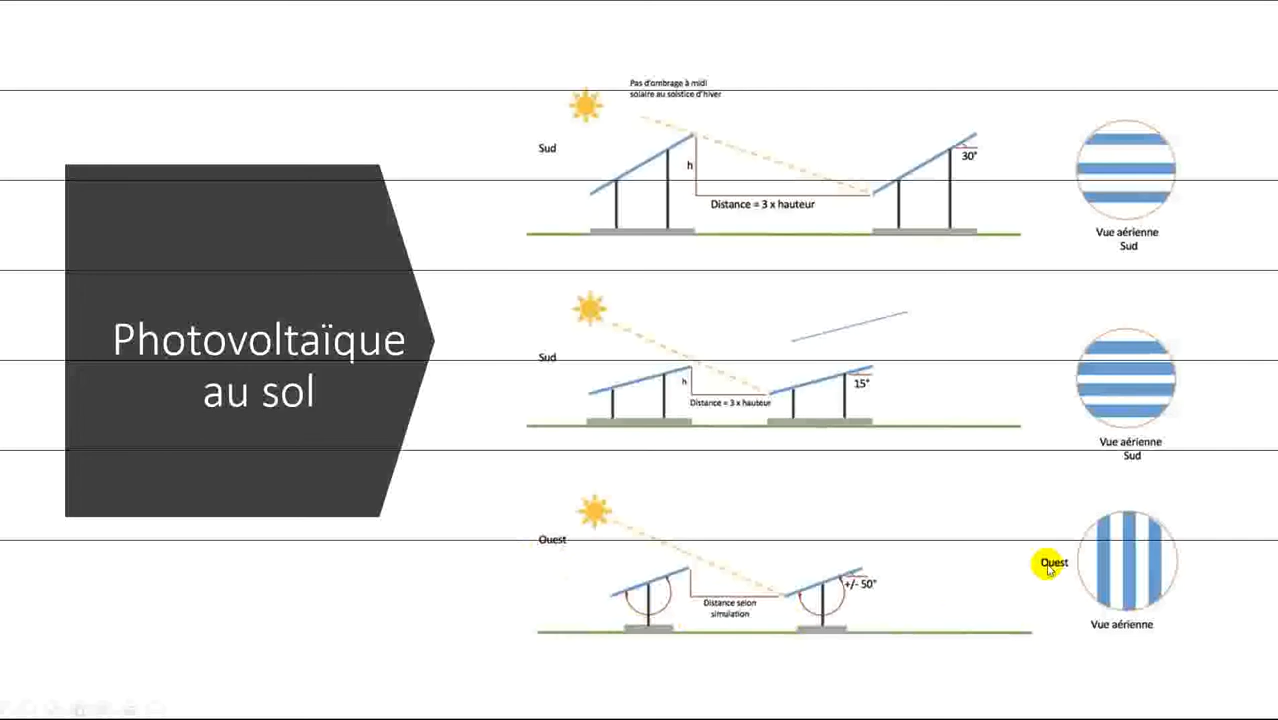 Photovoltaïque
au sol
Pas d'ombrage à midi
solaire au solstice d'hiver
Sud
h
30°
Distance = 3 x hauteur
Vue aérienne
Sud
Sud
h
15°
Distance = 3 x hauteur
Vue aérienne
Sud
Ouest
+/- 50°
Distance selon
simulation
Ouest
Vue aérienne